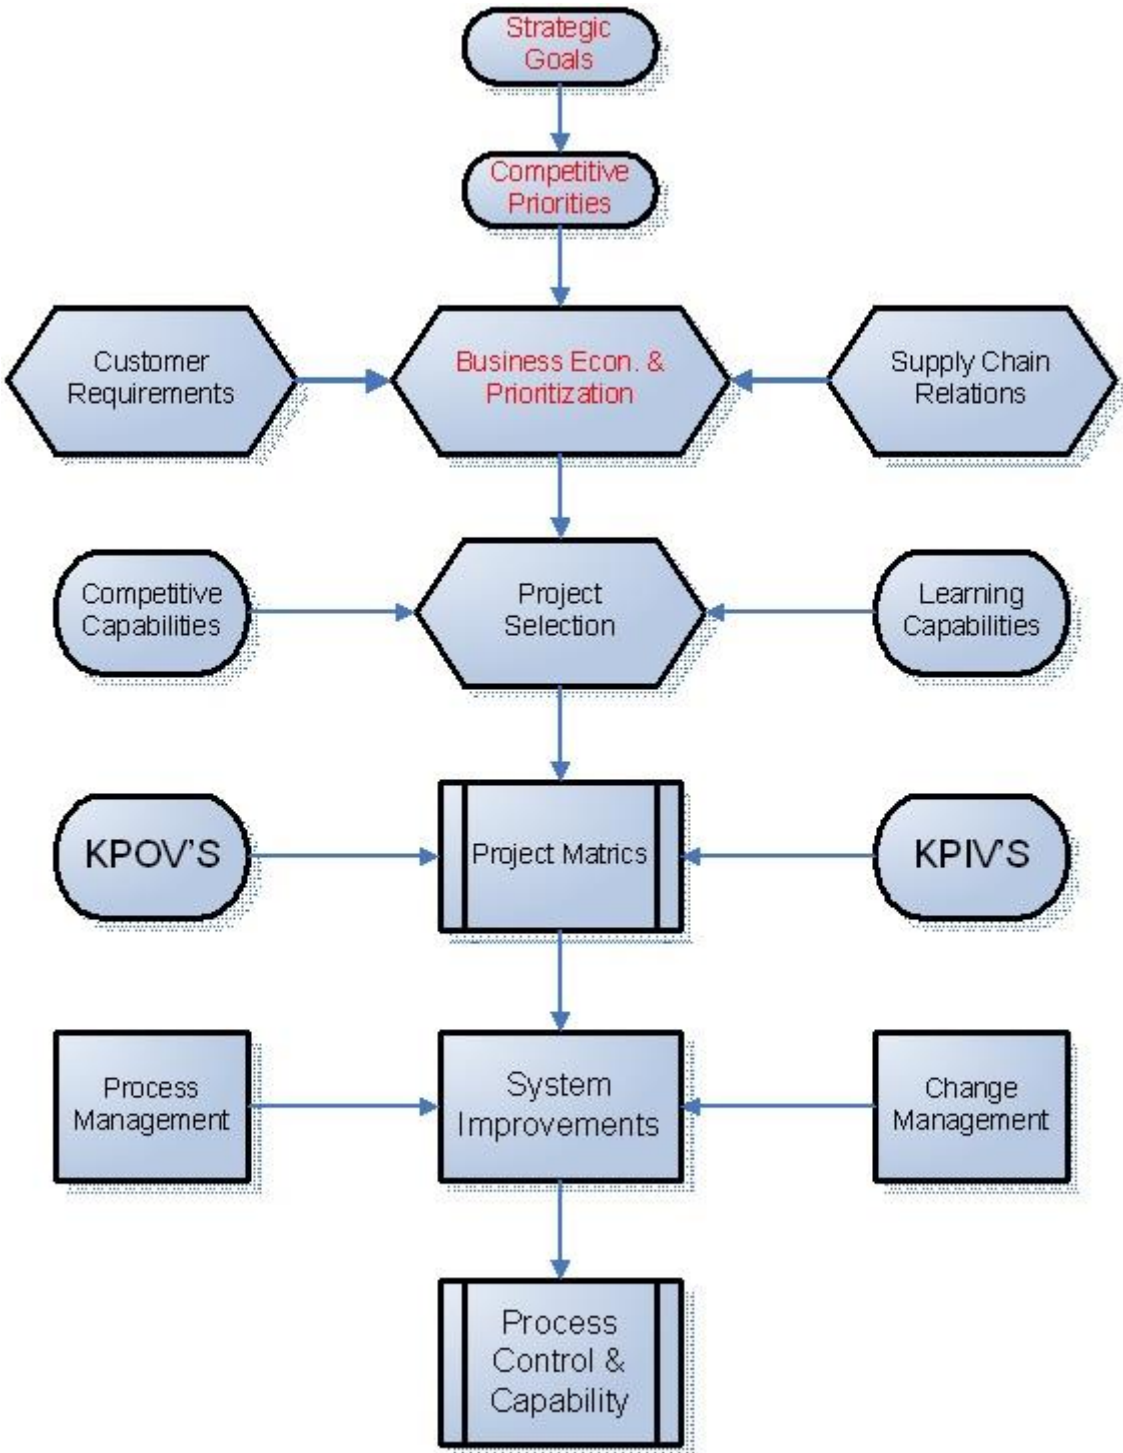 Strategic
Goals
Competitive
Priorities
Customer
Requirements
Business Econ. &
Prioritization
Supply Chain
Relations
Competitive
Capabilities
Project
Selection
Learning
Capabilities
KPOV'S
Project Matrics
KPIV'S
Process
Management
System
Improvements
Change
Management
Process
Control &
Capability